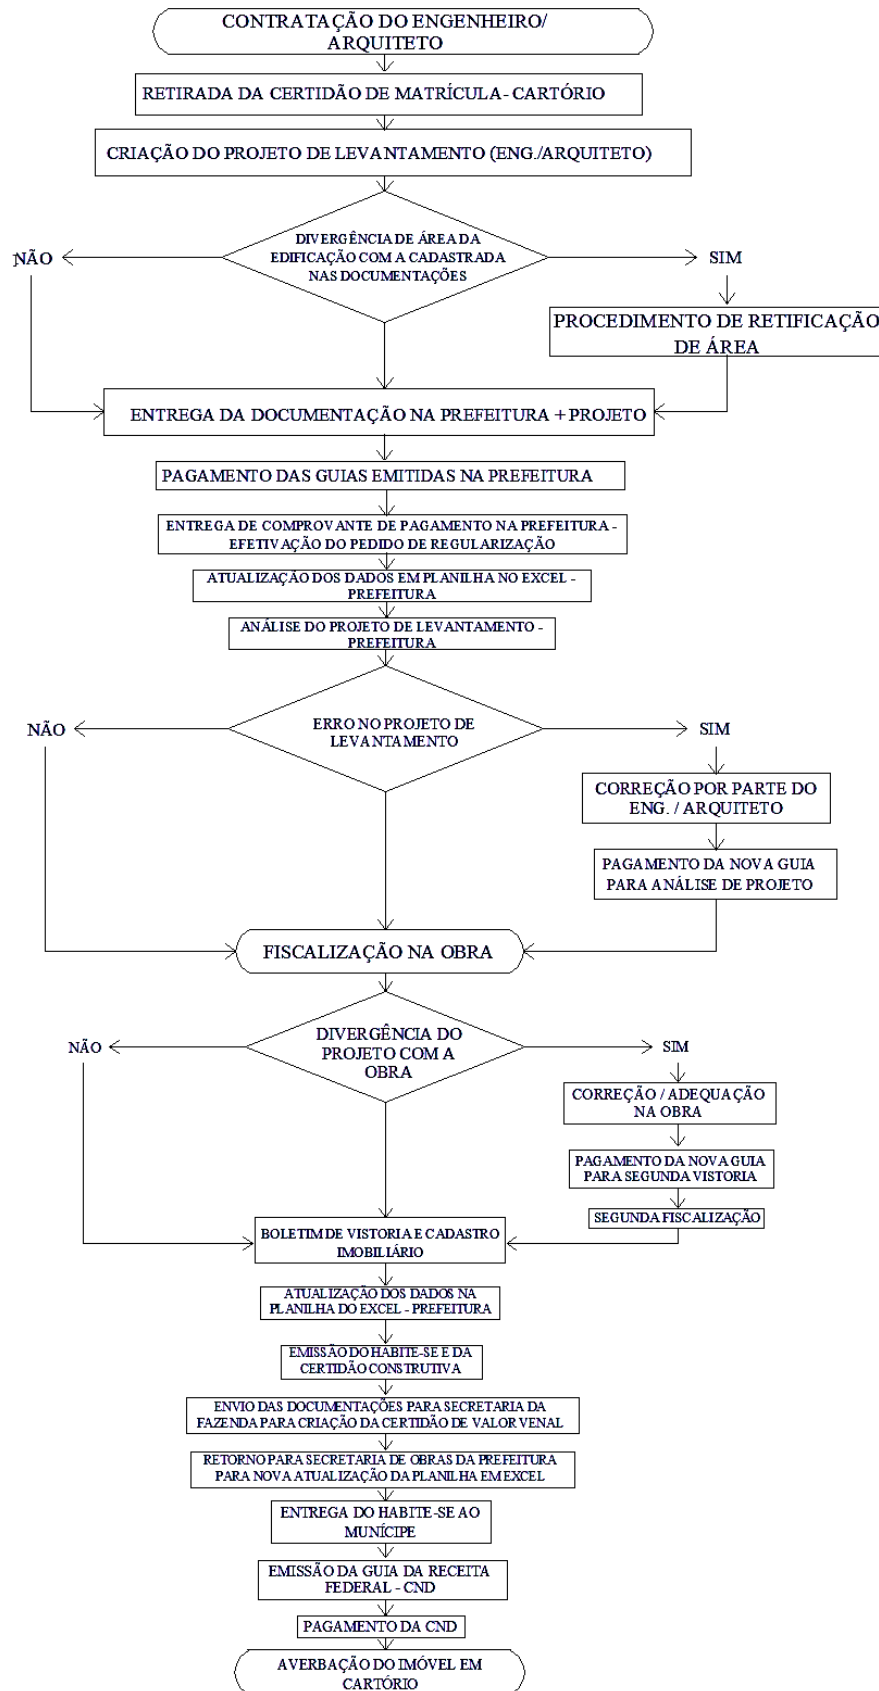 CONTRATAÇÃO DO ENGENHEIRO/
ARQUITETO
RETIRADA DA CERTIDÃO DE MATRÍCULA- CARTÓRIO
CRIAÇÃO DO PROJETO DE LEVANTAMENTO (ENG./ARQUITETO)
DIVERGÊNCIA DE ÁREA DA
EDIFICAÇÃO COM A CADASTRADA
NAS DOCUMENTAÇÕES
NÃO
SIM
PROCEDIMENTO DE RETIFICAÇÃO
DE ÁREA
ENTREGA DA DOCUMENTAÇÃO NA PREFEITURA + PROJETO
PAGAMENTO DAS GUIAS EMITIDAS NA PREFEITURA
ENTREGA DE COMPROVANTE DE PAGAMENTO NA PREFEITURA -
EFETIVAÇÃO DO PEDIDO DE REGULARIZAÇÃO
ATUALIZAÇÃO DOS DADOS EM PLANILHA NO EXCEL -
PREFEITURA
ANÁLISE DO PROJETO DE LEVANTAMENTO -
PREFEITURA
ERRO NO PROJETO DE
LEVANTAMENTO
NÃO
SIM
CORREÇÃO POR PARTE DO
ENG. / ARQUITETO
PAGAMENTO DA NOVA GUIA
PARA ANÁLISE DE PROJETO
FISCALIZAÇÃO NA OBRA
DIVERGÊNCIA DO
PROJETO COM A
OBRA
NÃO
SIM
CORREÇÃO / ADEQUAÇÃO
NA OBRA
PAGAMENTO DA NOVA GUIA
PARA SEGUNDA VISTORIA
SEGUNDA FISCALIZAÇÃO
BOLETIM DE VISTORIA E CADASTRO
IMOBILIÁRIO
ATUALIZAÇÃO DOS DADOS NA
PLANILHA DO EXCEL - PREFEITURA
EMISSÃO DO HABITE-SE E DA
CERTIDÃO CONSTRUTIVA
ENVIO DAS DOCUMENTAÇÕES PARA SECRETARIA DA
FAZENDA PARA CRIAÇÃO DA CERTIDÃO DE VALOR VENAL
RETORNO PARA SECRETARIA DE OBRAS DA PREFEITURA
PARA NOVA ATUALIZAÇÃO DA PLANILHA EM EXCEL
ENTREGA DO HABITE-SE AO
MUNÍCIPE
EMISSÃO DA GUIA DA RECEITA
FEDERAL - CND
PAGAMENTO DA CND
AVERBAÇÃO DO IMÓVEL EM
CARTÓRIO